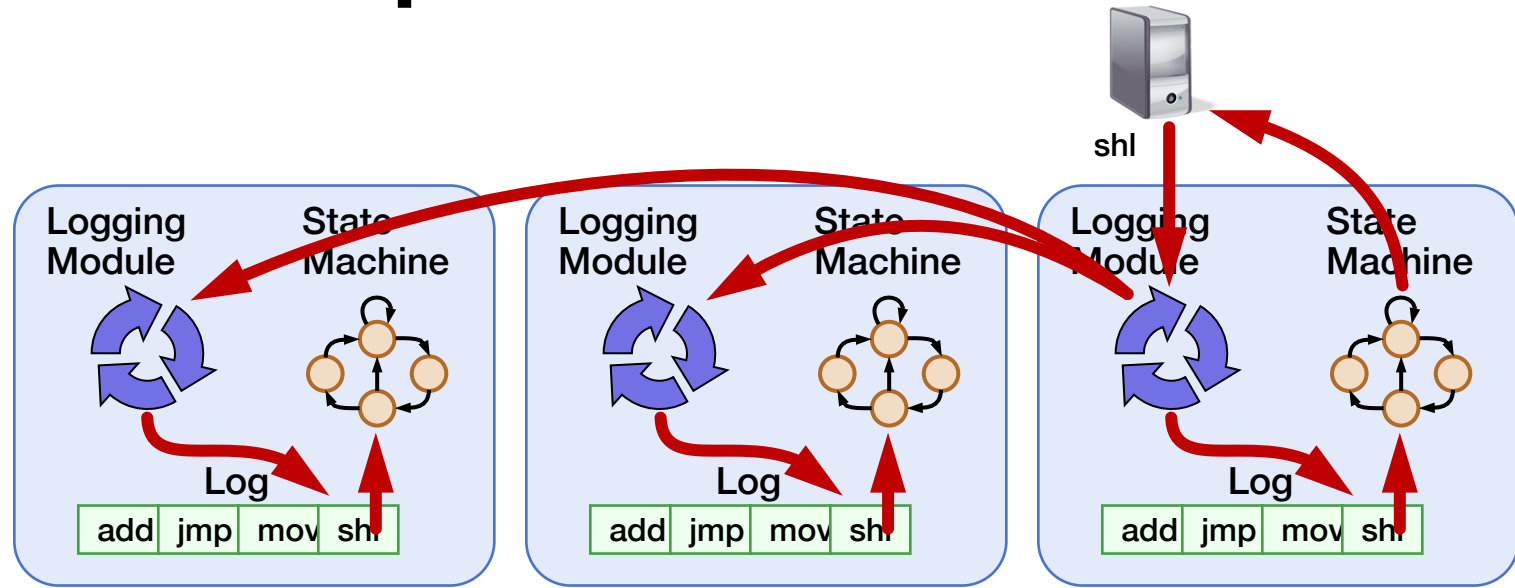 shl
Logging
Module
State
Machine
Log
add jmp mov shl
Logging
Module
State
Machine
Log
add jmp mov shl
Logging
Module
State
Machine
Log
add jmp mov shl